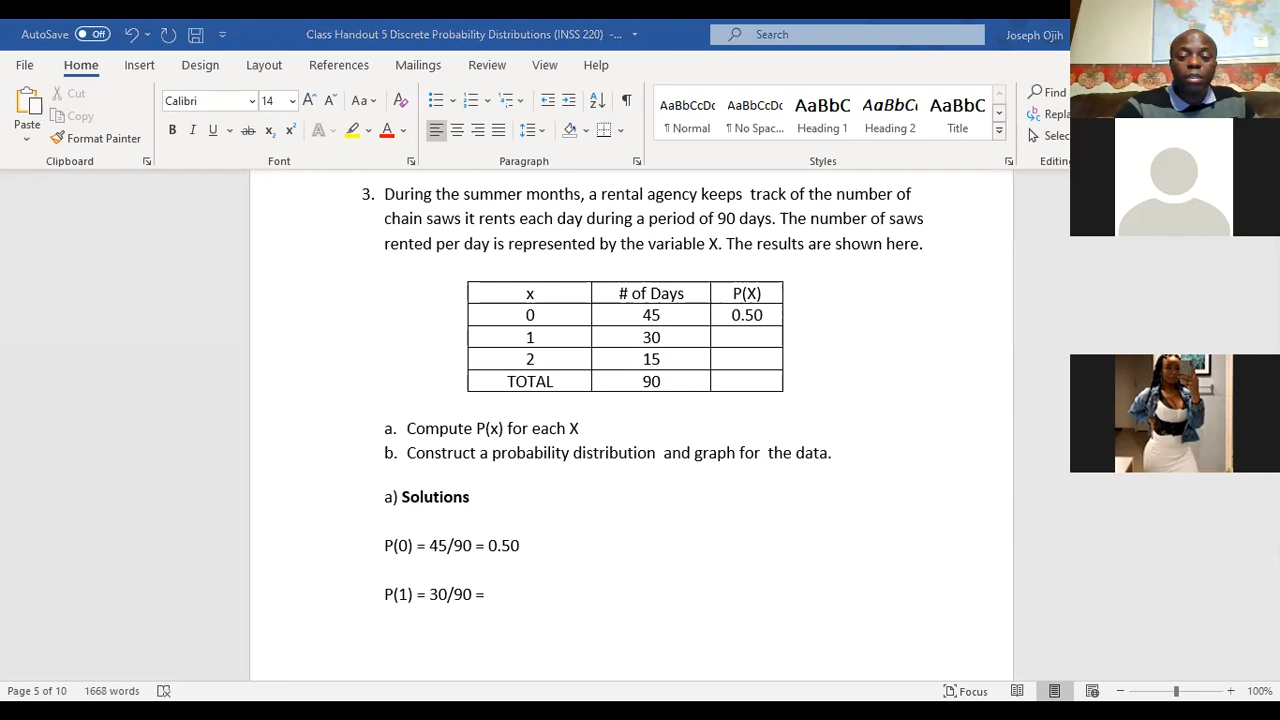 AutoSave Off
Class Handout 5 Discrete Probability Distributions (INSS 220) -...
Search
Joseph Ojih
File Home Insert Design Layout References Mailings Review View Help
Paste
Cut
Copy
Format Painter
Clipboard
Calibri 14
Aa
B I U ab x₂ x²
A A
Font
Paragraph
AaBbCcDc AaBbCcDc AaBbC AaBbCc AaBbC
¶ Normal ¶ No Spac... Heading 1 Heading 2 Title
Styles
Find
Repla
Selec
Editing
3. During the summer months, a rental agency keeps track of the number of
chain saws it rents each day during a period of 90 days. The number of saws
rented per day is represented by the variable X. The results are shown here.
x # of Days P(X)
0 45 0.50
1 30
2 15
TOTAL 90
a. Compute P(x) for each X
b. Construct a probability distribution and graph for the data.
a) Solutions
P(0) = 45/90 = 0.50
P(1) = 30/90 =
Page 5 of 10 1668 words
Focus
100%